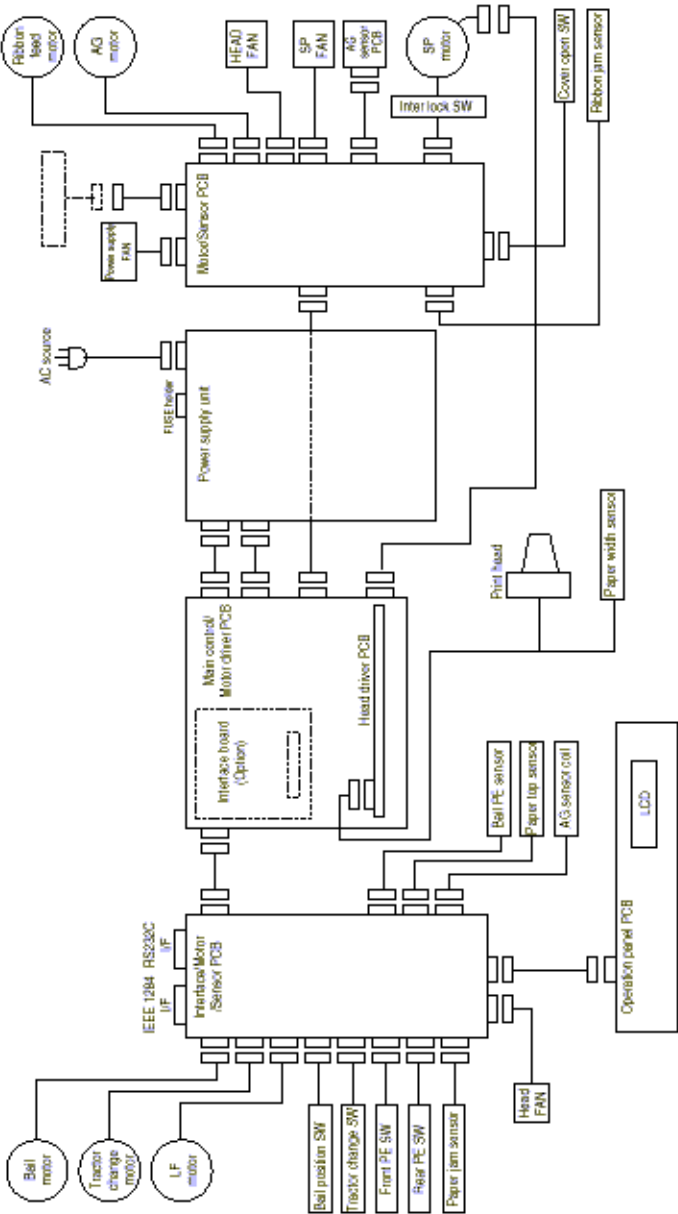 Ribbon
feed
motor
AG
motor
HEAD
FAN
SP
FAN
AG
sensor
PCB
SP
motor
Inter lock SW
Cover open SW
Ribbon jam sensor
Power supply
FAN
Motor/Sensor PCB
AC source
FUSE holder
Power supply unit
Main control/
Motor driver PCB
Interface board
(Option)
Head driver PCB
Print head
Paper width sensor
IEEE 1284
I/F
RS232C
I/F
Interface/Motor
/Sensor PCB
Bail PE sensor
Paper top sensor
AG sensor coil
LCD
Operation panel PCB
Bail
motor
Tractor
change
motor
LF
motor
Bail position SW
Tractor change SW
Front PE SW
Rear PE SW
Paper jam sensor
Head
FAN